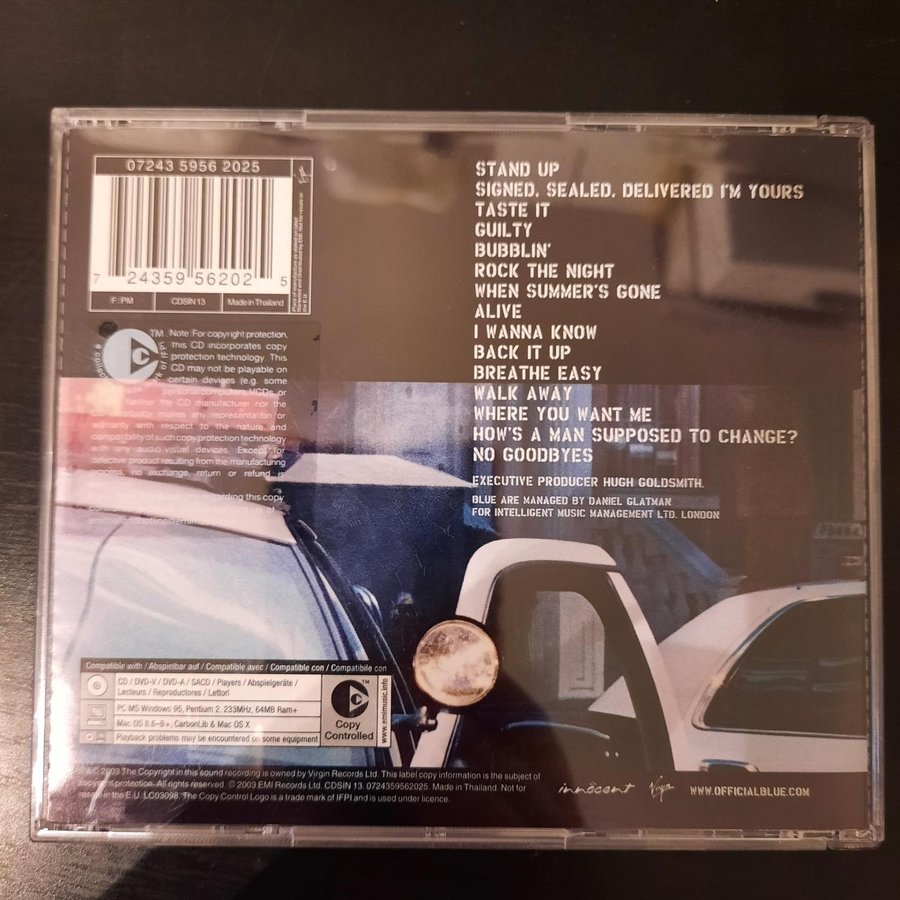 07243 5956 2025
7 24359 56202 5
F: PM
CDSIN 13
Made in Thailand
STAND UP
SIGNED, SEALED, DELIVERED I'M YOURS
TASTE IT
GUILTY
BUBBLIN'
ROCK THE NIGHT
WHEN SUMMER'S GONE
ALIVE
I WANNA KNOW
BACK IT UP
BREATHE EASY
WALK AWAY
WHERE YOU WANT ME
HOW'S A MAN SUPPOSED TO CHANGE?
NO GOODBYES
EXECUTIVE PRODUCER HUGH GOLDSMITH.
BLUE ARE MANAGED BY DANIEL GLATMAN
FOR INTELLIGENT MUSIC MANAGEMENT LTD. LONDON
TM
Note: For copyright protection,
this CD incorporates copy
protection technology. This
CD may not be playable on
certain devices (e.g. some
personal computers, VCDs, or
Neither the CD manufacturer nor the
distributor makes any representation or
warranty with respect to the nature and
compatibility of such copy protection technology
with any audio-visual devices. Except for
defective product resulting from the manufacturing
process, no exchange, return or refund is
regarding this copy
Compatible with / Abspielbar auf / Compatible avec / Compatible con / Compatibile con
CD / DVD-V / DVD-A / SACD / Players / Abspielgeräte /
Lecteurs / Reproductores / Lettori
PC MS Windows 95, Pentium 2, 233MHz, 64MB Ram+
Mac OS 8.6-9+, CarbonLib & Mac OS X
Playback problems may be encountered on some equipment
TM
Copy
Controlled
www.emimusic.info
2003 The Copyright in this sound recording is owned by Virgin Records Ltd. This label copy information is the subject of
copyright protection. All rights reserved. © 2003 EMI Records Ltd. CDSIN 13. 0724359562025. Made in Thailand. Not for
resale in the E.U. LC03098. The Copy Control Logo is a trade mark of IFPI and is used under licence.
innocent
Virgin
WWW.OFFICIALBLUE.COM